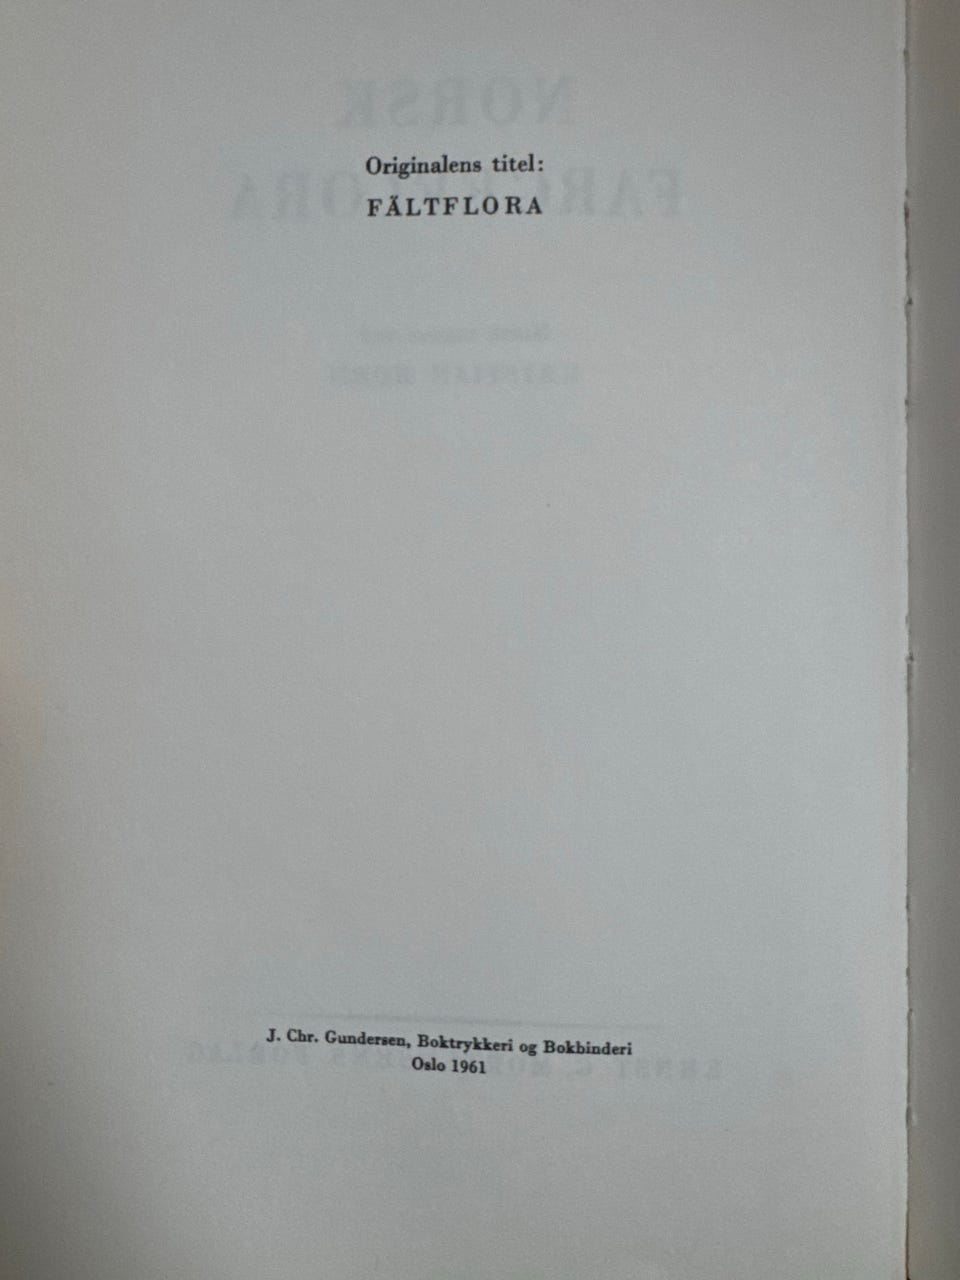 Originalens titel:
FÄLTFLORA
J. Chr. Gundersen, Boktrykkeri og Bokbinderi
Oslo 1961